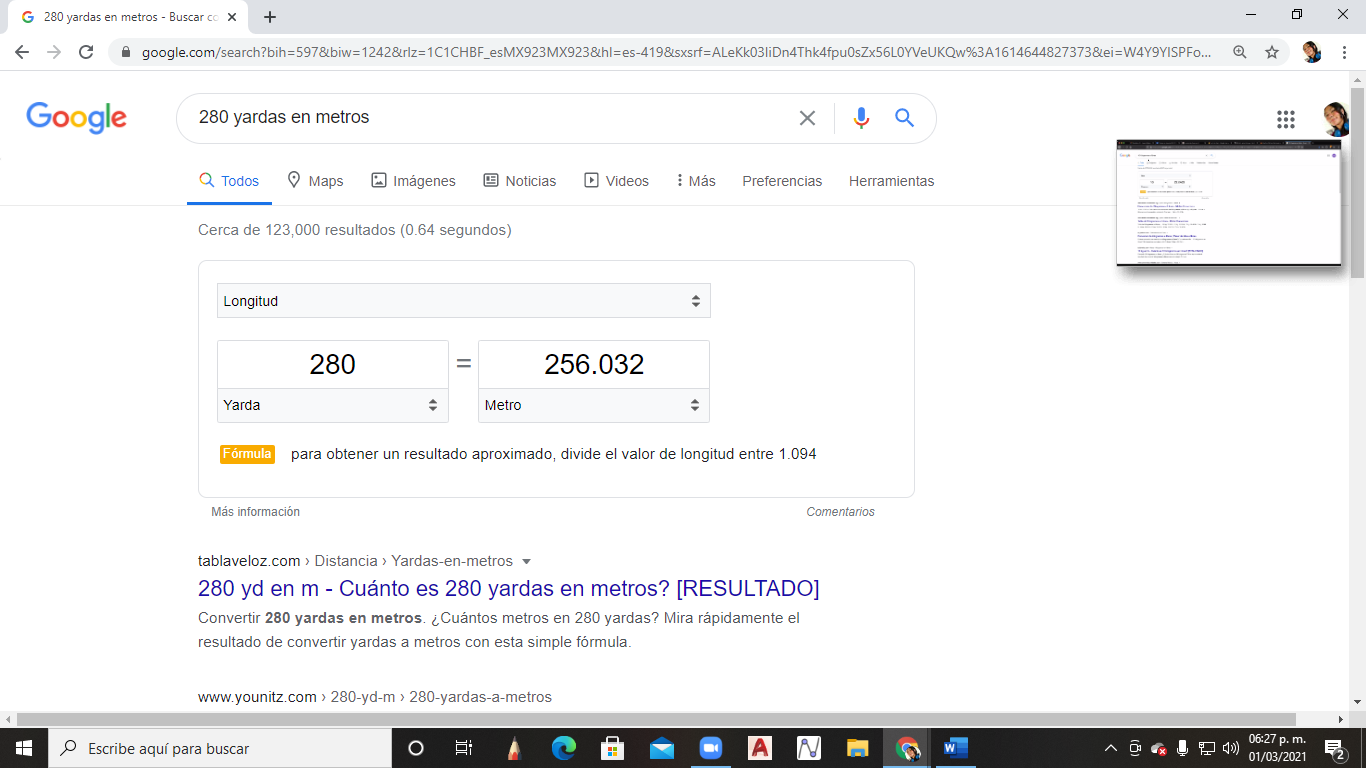 280 yardas en metros - Buscar co
google.com/search?bih=597&biw=1242&rlz=1C1CHBF_esMX923MX923&hl=es-419&sxsrf=ALeKk03liDn4Thk4fpu0sZx56L0YVeUKQw%3A1614644827373&ei=W4Y9YISPFo...
Google
280 yardas en metros
Todos
Maps
Imágenes
Noticias
Videos
Más
Preferencias
Herramientas
Cerca de 123,000 resultados (0.64 segundos)
Longitud
280 = 256.032
Yarda
Metro
Fórmula para obtener un resultado aproximado, divide el valor de longitud entre 1.094
Más información
Comentarios
tablaveloz.com › Distancia › Yardas-en-metros
280 yd en m - Cuánto es 280 yardas en metros? [RESULTADO]
Convertir 280 yardas en metros. ¿Cuántos metros en 280 yardas? Mira rápidamente el
resultado de convertir yardas a metros con esta simple fórmula.
www.younitz.com › 280-yd-m › 280-yardas-a-metros
Escribe aquí para buscar
06:27 p. m.
01/03/2021
2